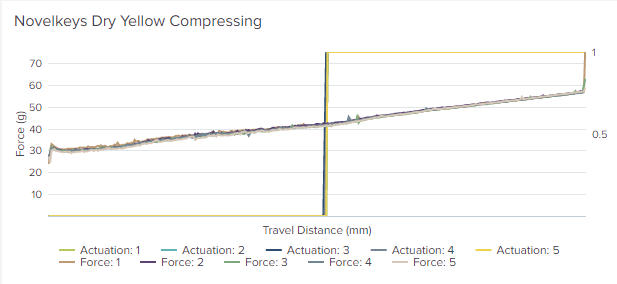 Novelkeys Dry Yellow Compressing
1
70
60
50
40
0.5
30
20
10
Force (g)
Travel Distance (mm)
Actuation: 1 Actuation: 2 Actuation: 3 Actuation: 4 Actuation: 5
Force: 1 Force: 2 Force: 3 Force: 4 Force: 5